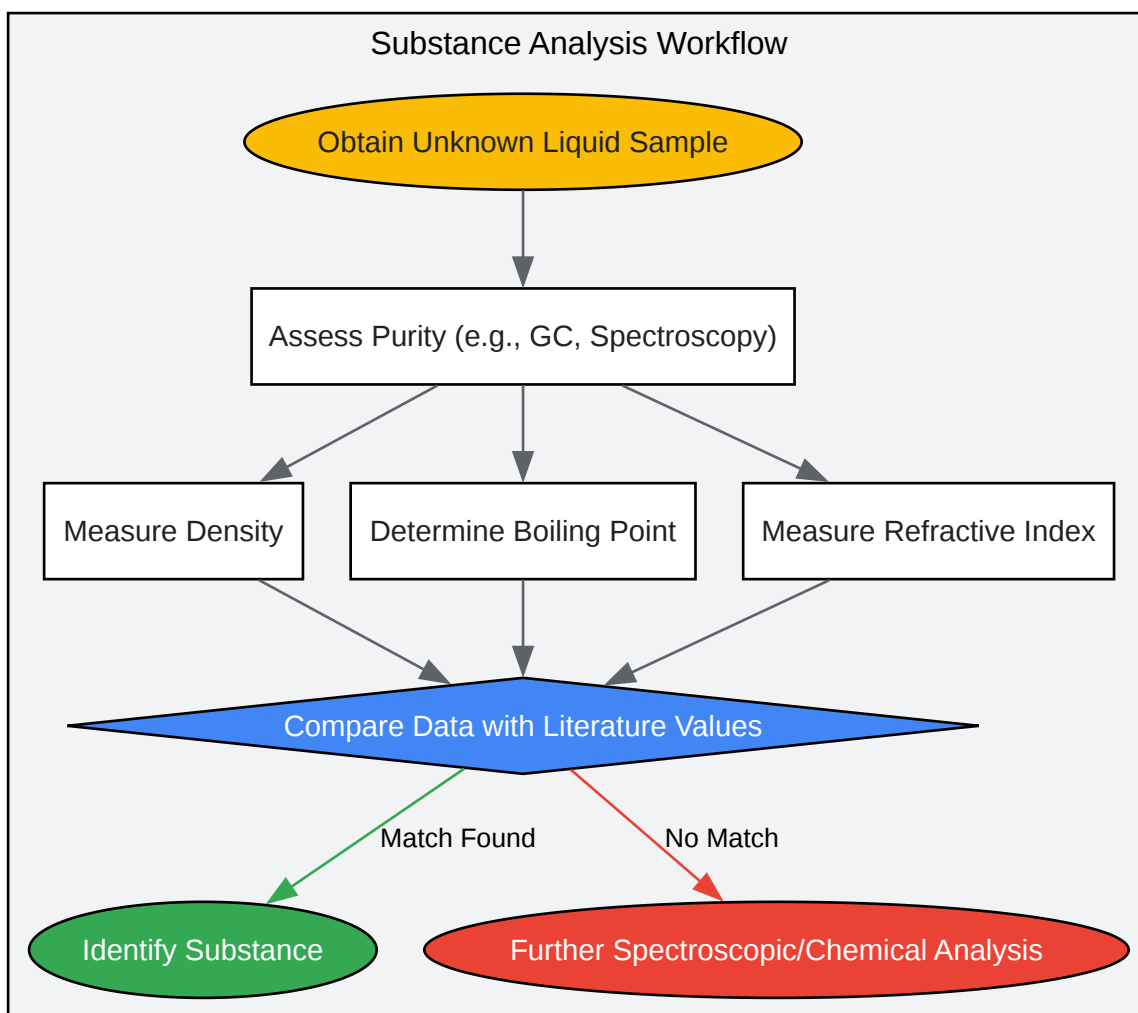 Substance Analysis Workflow
Obtain Unknown Liquid Sample
Assess Purity (e.g., GC, Spectroscopy)
Measure Density
Determine Boiling Point
Measure Refractive Index
Compare Data with Literature Values
Match Found
No Match
Identify Substance
Further Spectroscopic/Chemical Analysis